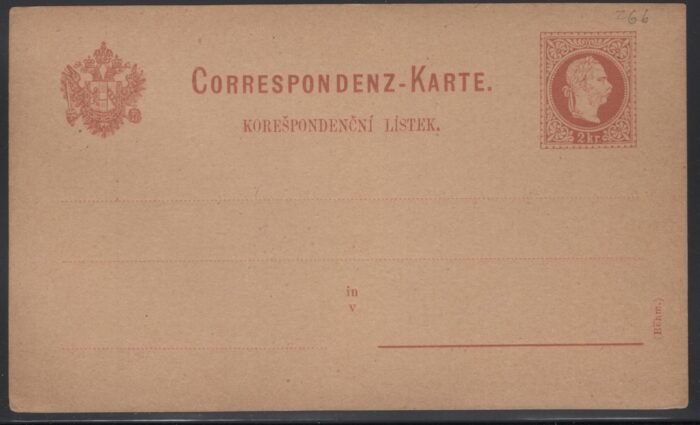 266
CORRESPONDENZ-KARTE.
KOREŠPONDENČNÍ LÍSTEK.
2 kr.
in
v
(Böhm.)